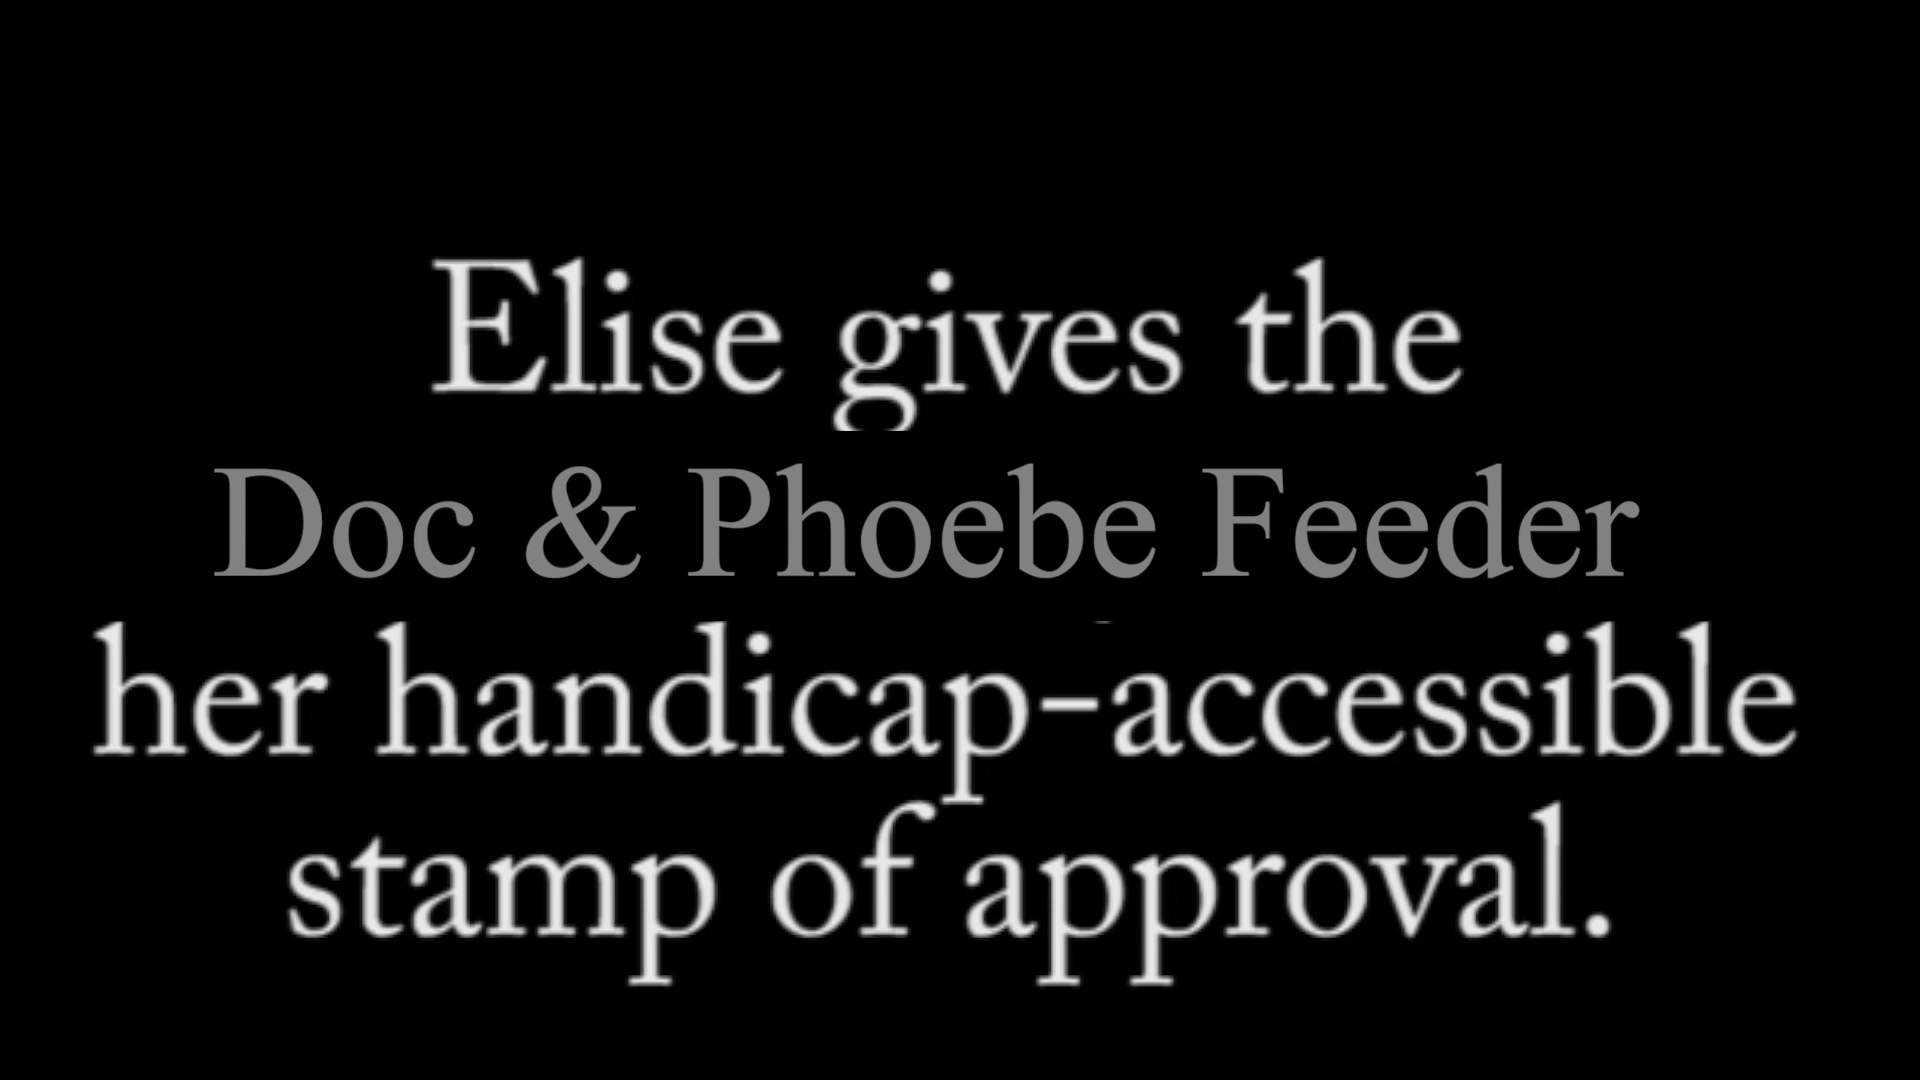 Elise gives the
Doc & Phoebe Feeder
her handicap-accessible
stamp of approval.